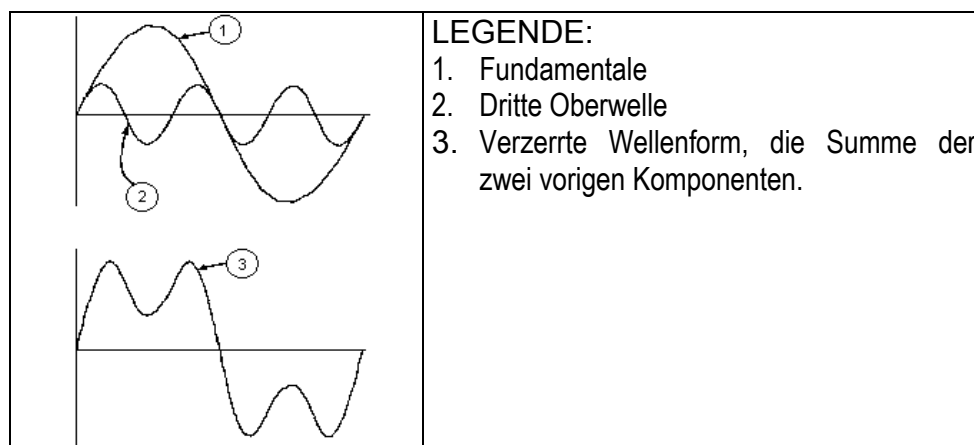 1
2
3
LEGENDE:
1. Fundamentale
2. Dritte Oberwelle
3. Verzerrte Wellenform, die Summe der
zwei vorigen Komponenten.